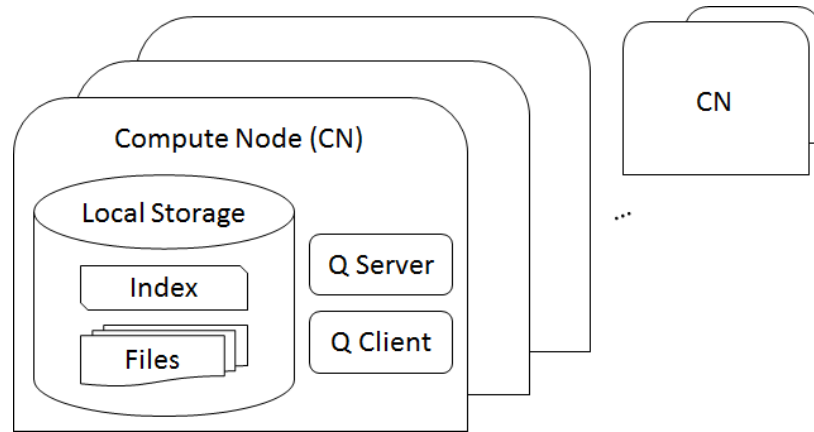 Compute Node (CN)
Local Storage
Index
Files
Q Server
Q Client
CN
...